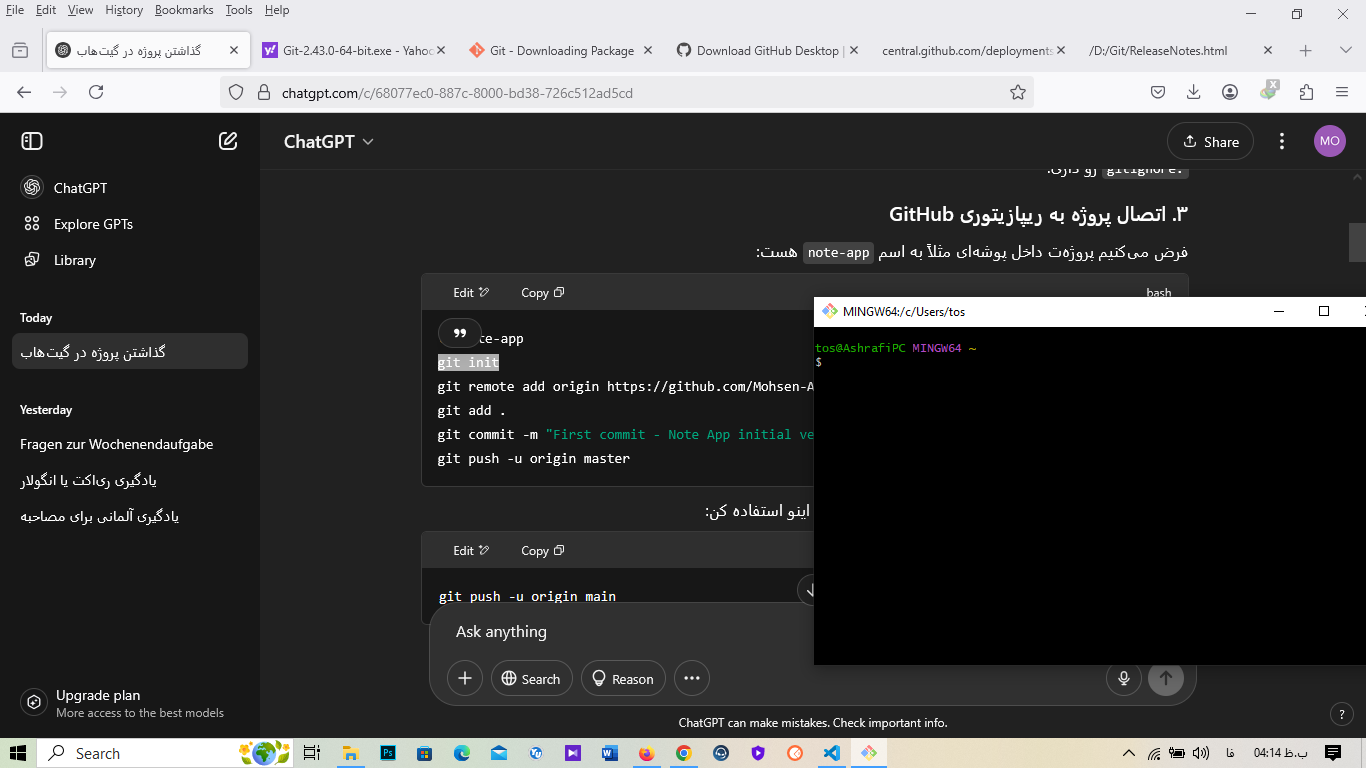 File Edit View History Bookmarks Tools Help
گذاشتن پروژه در گیت‌هاب
Git-2.43.0-64-bit.exe - Yahoo
Git - Downloading Package
Download GitHub Desktop |
central.github.com/deployments
/D:/Git/ReleaseNotes.html
chatgpt.com/c/68077ec0-887c-8000-bd38-726c512ad5cd
ChatGPT
Share
MO
ChatGPT
Explore GPTs
Library
Today
گذاشتن پروژه در گیت‌هاب
Yesterday
Fragen zur Wochenendaufgabe
یادگیری ری‌اکت یا انگولار
یادگیری آلمانی برای مصاحبه
Upgrade plan
More access to the best models
.gitignore رو داری.
۳. اتصال پروژه به ریپازیتوری GitHub
فرض می‌کنیم پروژه‌ت داخل پوشه‌ای مثلاً به اسم note-app هست:
Edit Copy bash
te-app
git init
git remote add origin https://github.com/Mohsen-A
git add .
git commit -m "First commit - Note App initial ve
git push -u origin master
اینو استفاده کن:
Edit Copy
git push -u origin main
Ask anything
Search Reason
ChatGPT can make mistakes. Check important info.
?
MINGW64:/c/Users/tos
tos@AshrafiPC MINGW64 ~
$
Search
فا
04:14 ب.ظ